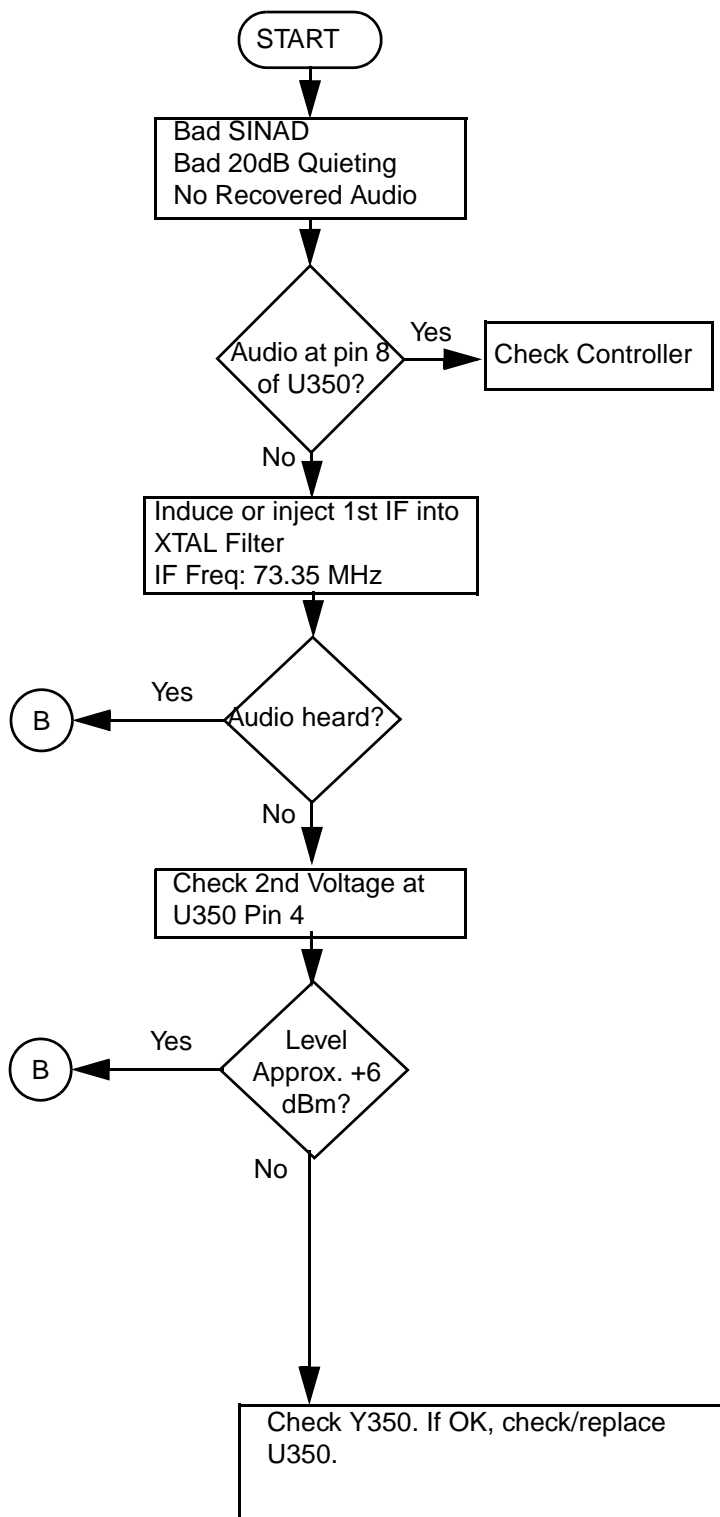 START
Bad SINAD
Bad 20dB Quieting
No Recovered Audio
Audio at pin 8
of U350?
Yes
Check Controller
No
Induce or inject 1st IF into
XTAL Filter
IF Freq: 73.35 MHz
B
Yes
Audio heard?
No
Check 2nd Voltage at
U350 Pin 4
B
Yes
Level
Approx. +6
dBm?
No
Check Y350. If OK, check/replace
U350.